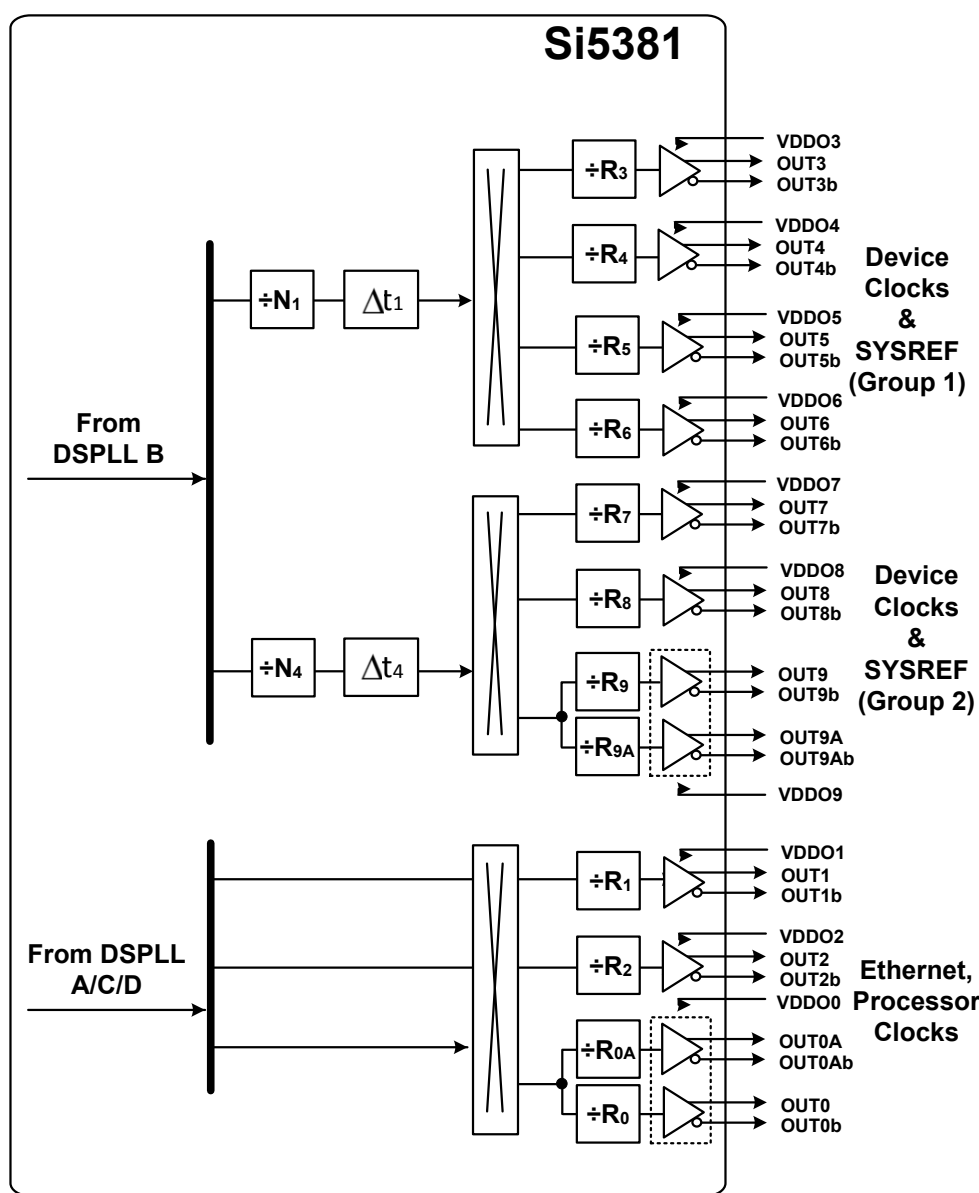 Si5381
VDDO3
÷R3
OUT3
OUT3b
VDDO4
÷R4
OUT4
OUT4b
Device
Clocks
&
SYSREF
(Group 1)
÷N1
Δt1
VDDO5
÷R5
OUT5
OUT5b
VDDO6
÷R6
OUT6
OUT6b
From
DSPLL B
VDDO7
÷R7
OUT7
OUT7b
VDDO8
÷R8
OUT8
OUT8b
Device
Clocks
&
SYSREF
(Group 2)
÷N4
Δt4
÷R9
OUT9
OUT9b
÷R9A
OUT9A
OUT9Ab
VDDO9
VDDO1
÷R1
OUT1
OUT1b
From DSPLL
A/C/D
VDDO2
÷R2
OUT2
OUT2b
VDDO0
Ethernet,
Processor
Clocks
÷R0A
OUT0A
OUT0Ab
÷R0
OUT0
OUT0b